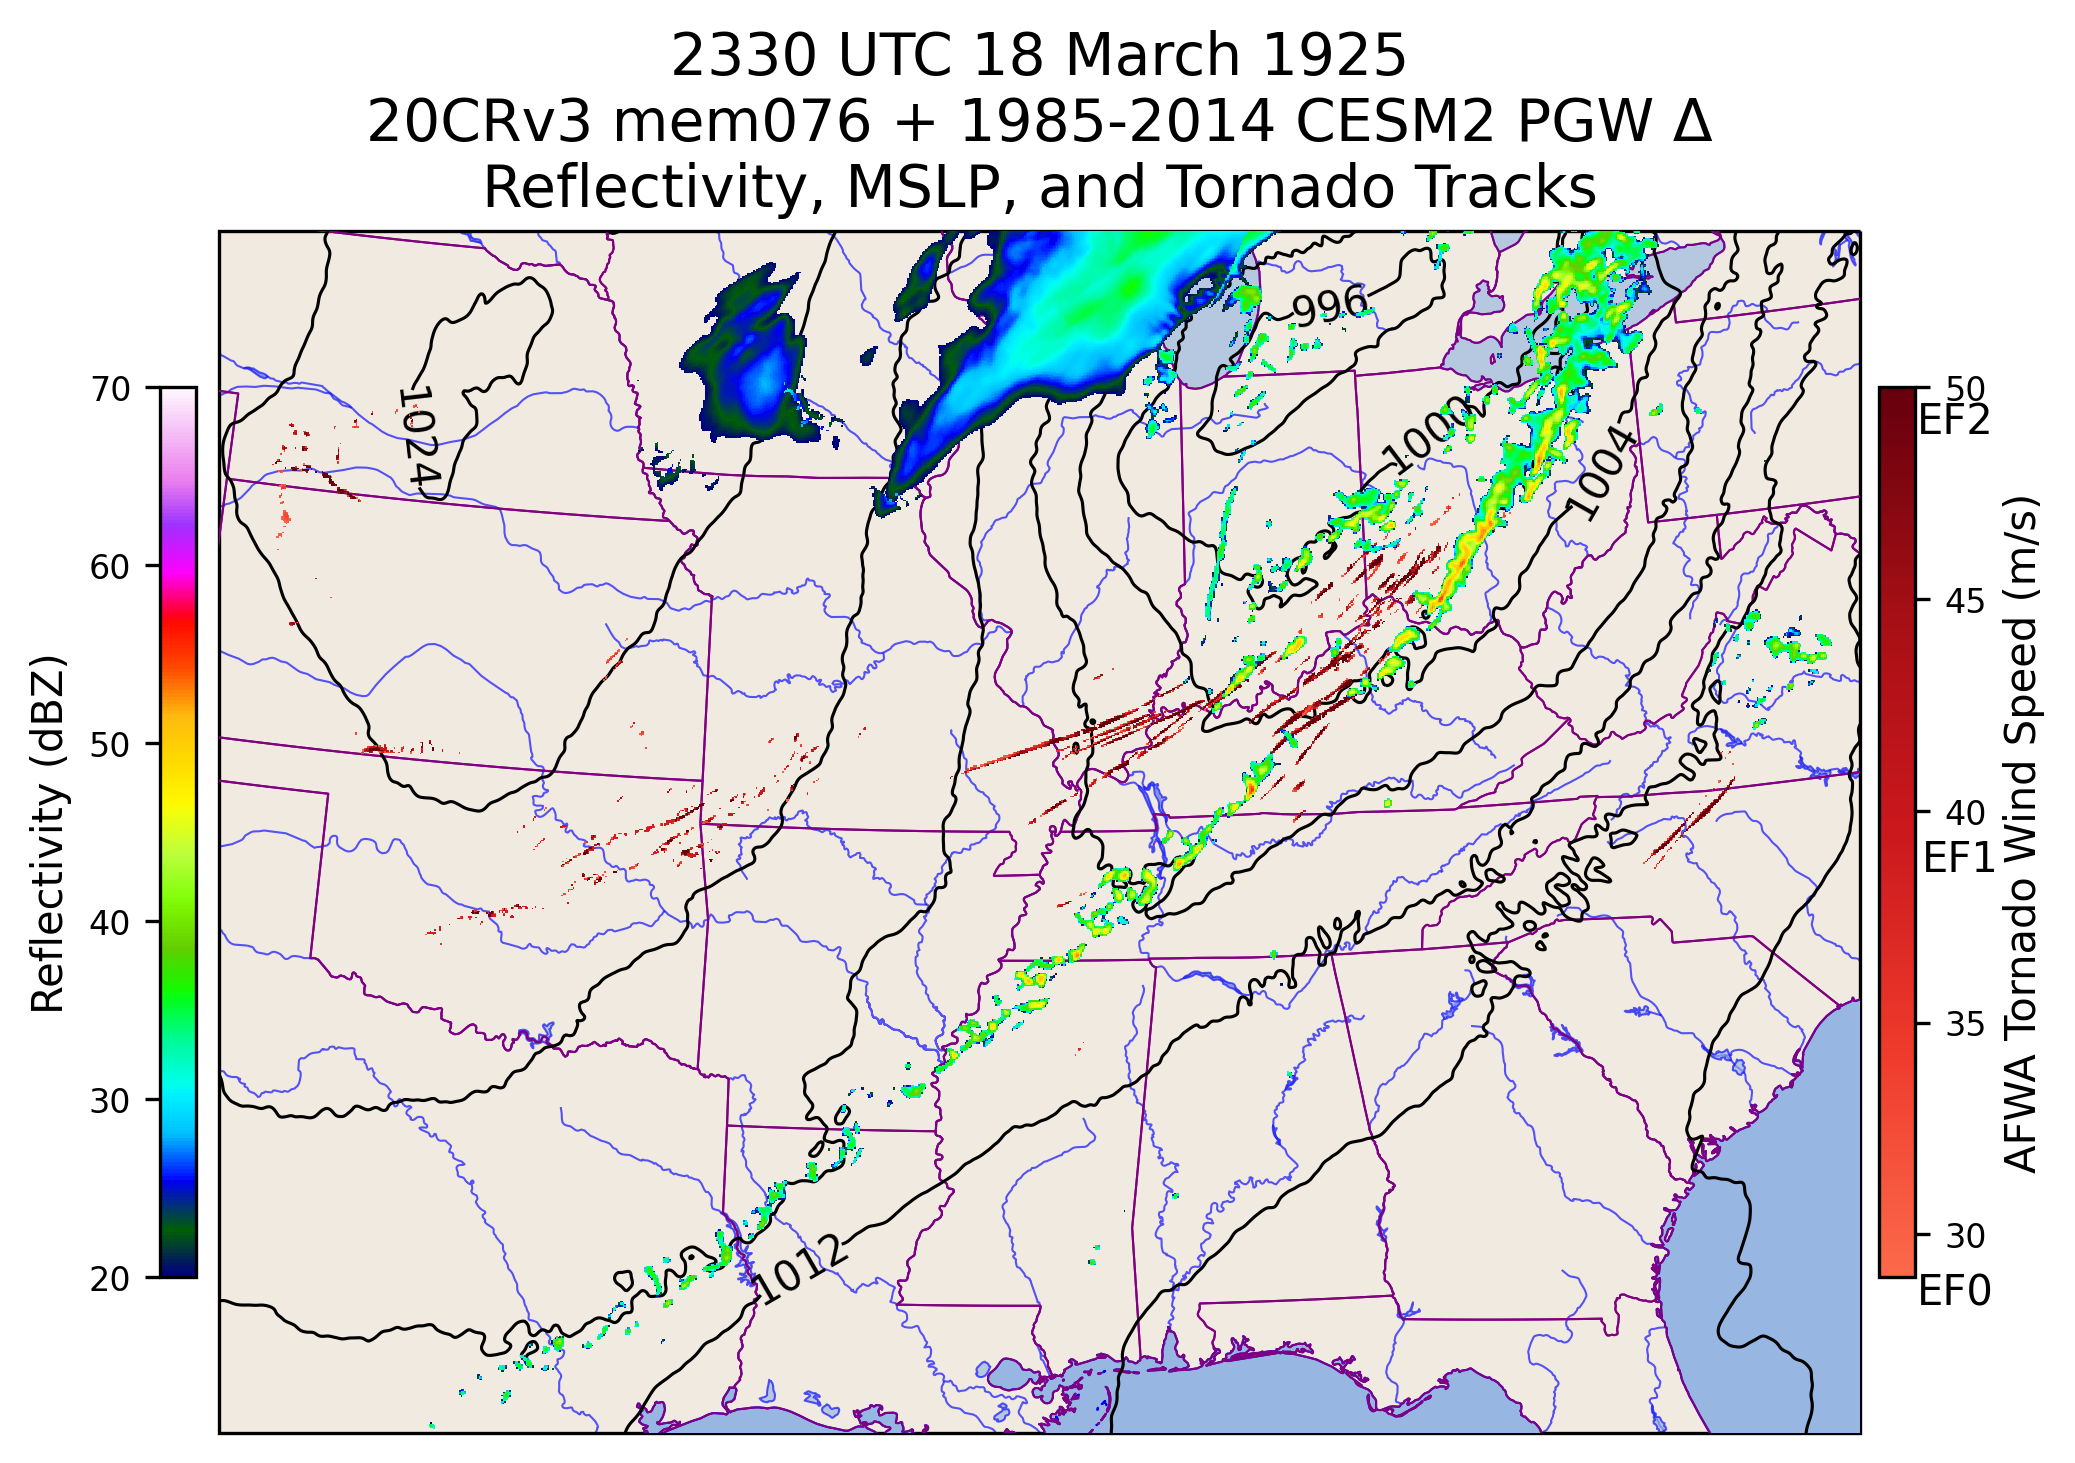 2330 UTC 18 March 1925
20CRv3 mem076 + 1985-2014 CESM2 PGW Δ
Reflectivity, MSLP, and Tornado Tracks
70
60
50
40
30
20
Reflectivity (dBZ)
996
1024
1000
1004
1012
50
EF2
45
40
EF1
35
30
EF0
AFWA Tornado Wind Speed (m/s)